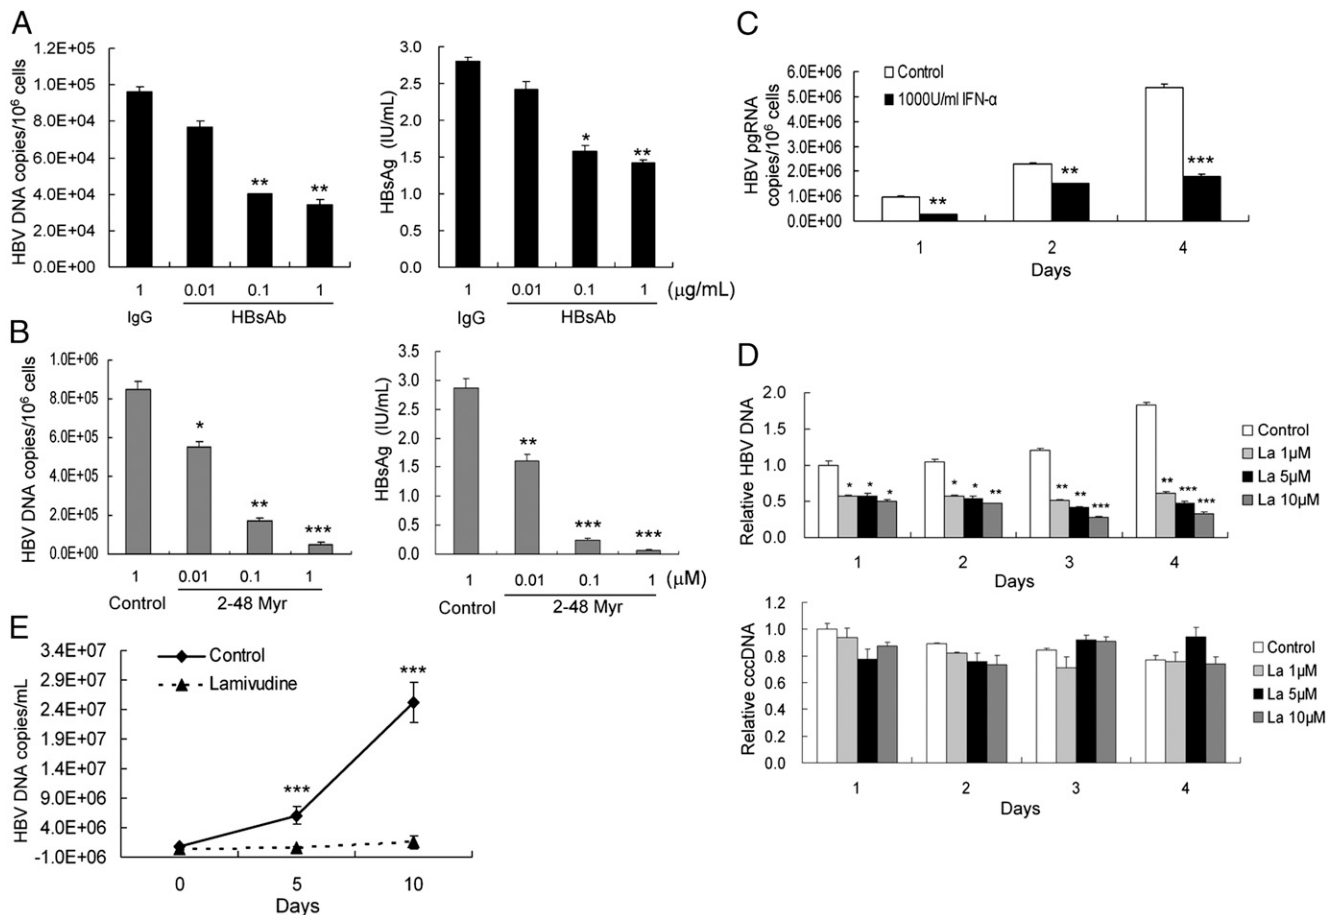 A
HBV DNA copies/10⁶ cells
1.2E+05
1.0E+05
8.0E+04
6.0E+04
4.0E+04
2.0E+04
0.0E+00
** **
1 0.01 0.1 1
IgG HBsAb
HBsAg (IU/mL)
3.0
2.5
2.0
1.5
1.0
0.5
0.0
* **
1 0.01 0.1 1 (μg/mL)
IgG HBsAb
B
HBV DNA copies/10⁶ cells
1.0E+06
8.0E+05
6.0E+05
4.0E+05
2.0E+05
0.0E+00
* ** ***
1 0.01 0.1 1
Control 2-48 Myr
HBsAg (IU/mL)
3.5
3.0
2.5
2.0
1.5
1.0
0.5
0.0
** *** ***
1 0.01 0.1 1 (μM)
Control 2-48 Myr
C
HBV pgRNA
copies/10⁶ cells
6.0E+06
5.0E+06
4.0E+06
3.0E+06
2.0E+06
1.0E+06
0.0E+00
Control
1000U/ml IFN-α
** ** ***
1 2 4
Days
D
Relative HBV DNA
2.0
1.5
1.0
0.5
0.0
* * * * * ** ** ** *** ** *** ***
1 2 3 4
Days
Control
La 1μM
La 5μM
La 10μM
Relative cccDNA
1.2
1.0
0.8
0.6
0.4
0.2
0.0
1 2 3 4
Days
Control
La 1μM
La 5μM
La 10μM
E
HBV DNA copies/mL
3.4E+07
2.9E+07
2.4E+07
1.9E+07
1.4E+07
9.0E+06
4.0E+06
-1.0E+06
Control
Lamivudine
*** ***
0 5 10
Days